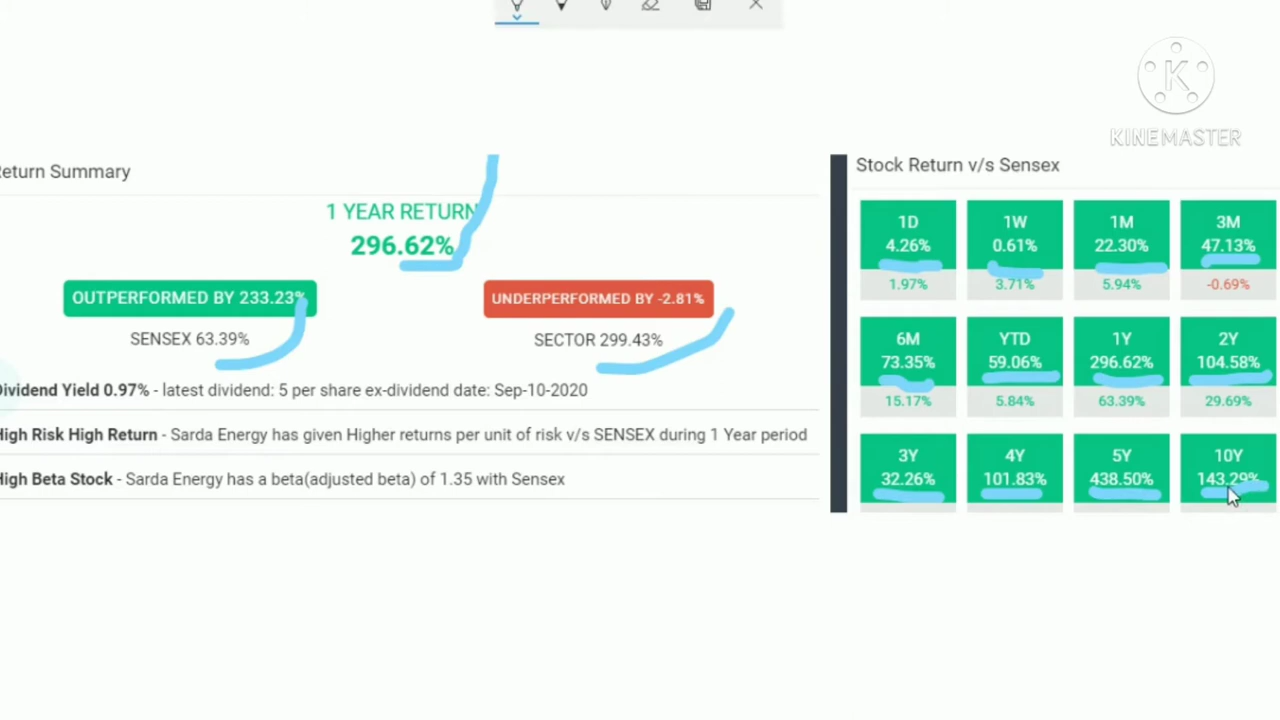 KINEMASTER
eturn Summary
1 YEAR RETURN
296.62%
OUTPERFORMED BY 233.23%
UNDERPERFORMED BY -2.81%
SENSEX 63.39%
SECTOR 299.43%
Dividend Yield 0.97% - latest dividend: 5 per share ex-dividend date: Sep-10-2020
High Risk High Return - Sarda Energy has given Higher returns per unit of risk v/s SENSEX during 1 Year period
High Beta Stock - Sarda Energy has a beta(adjusted beta) of 1.35 with Sensex
Stock Return v/s Sensex
1D 1W 1M 3M
4.26% 0.61% 22.30% 47.13%
1.97% 3.71% 5.94% -0.69%
6M YTD 1Y 2Y
73.35% 59.06% 296.62% 104.58%
15.17% 5.84% 63.39% 29.69%
3Y 4Y 5Y 10Y
32.26% 101.83% 438.50% 143.29%